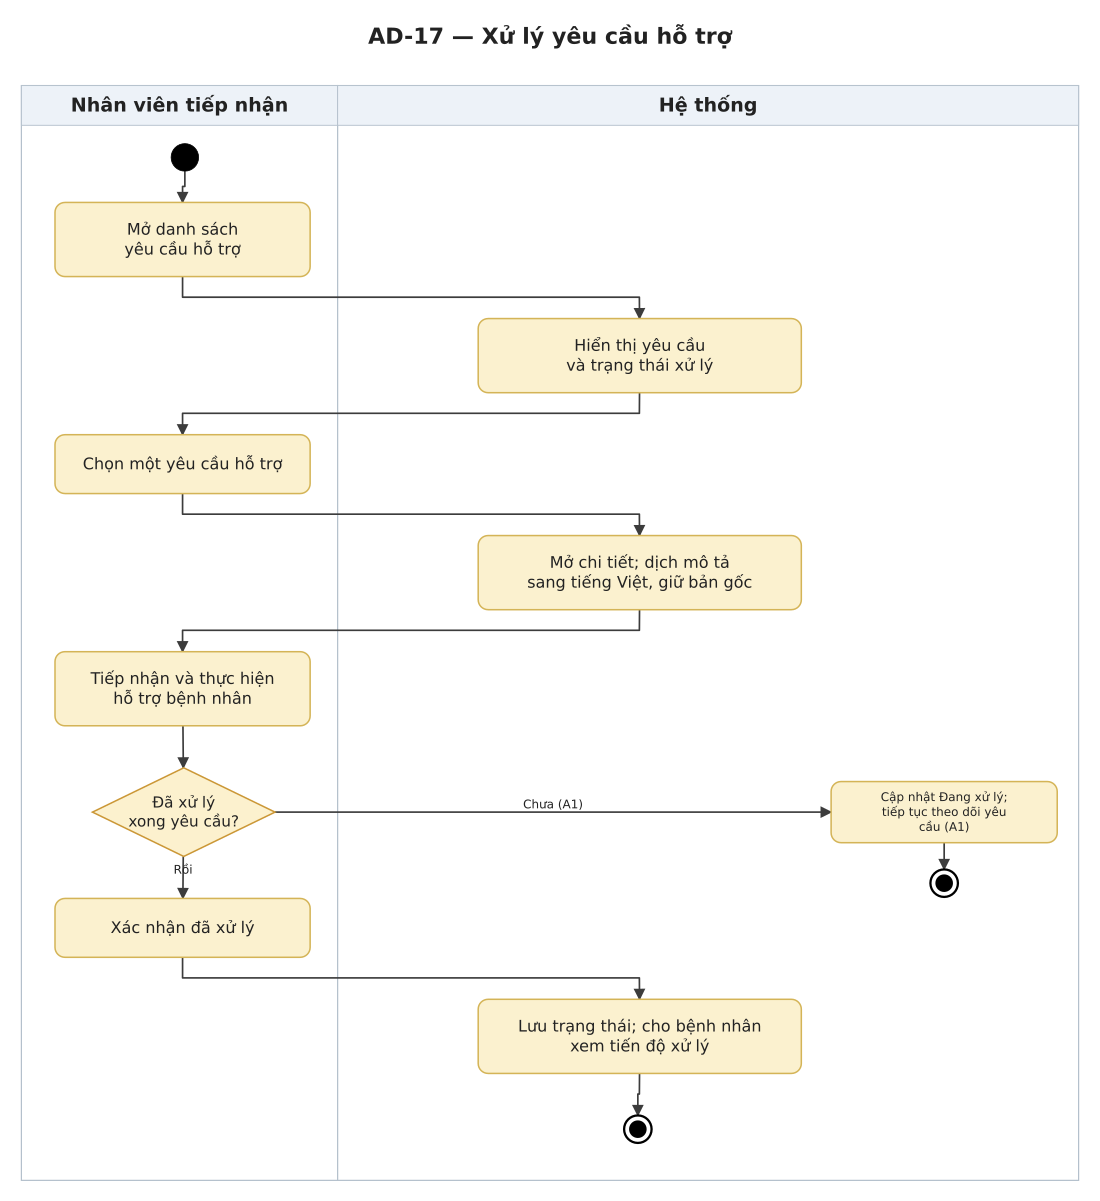 AD-17 — Xử lý yêu cầu hỗ trợ
Nhân viên tiếp nhận
Hệ thống
Mở danh sách
yêu cầu hỗ trợ
Hiển thị yêu cầu
và trạng thái xử lý
Chọn một yêu cầu hỗ trợ
Mở chi tiết; dịch mô tả
sang tiếng Việt, giữ bản gốc
Tiếp nhận và thực hiện
hỗ trợ bệnh nhân
Đã xử lý
xong yêu cầu?
Chưa (A1)
Cập nhật Đang xử lý;
tiếp tục theo dõi yêu
cầu (A1)
Rồi
Xác nhận đã xử lý
Lưu trạng thái; cho bệnh nhân
xem tiến độ xử lý